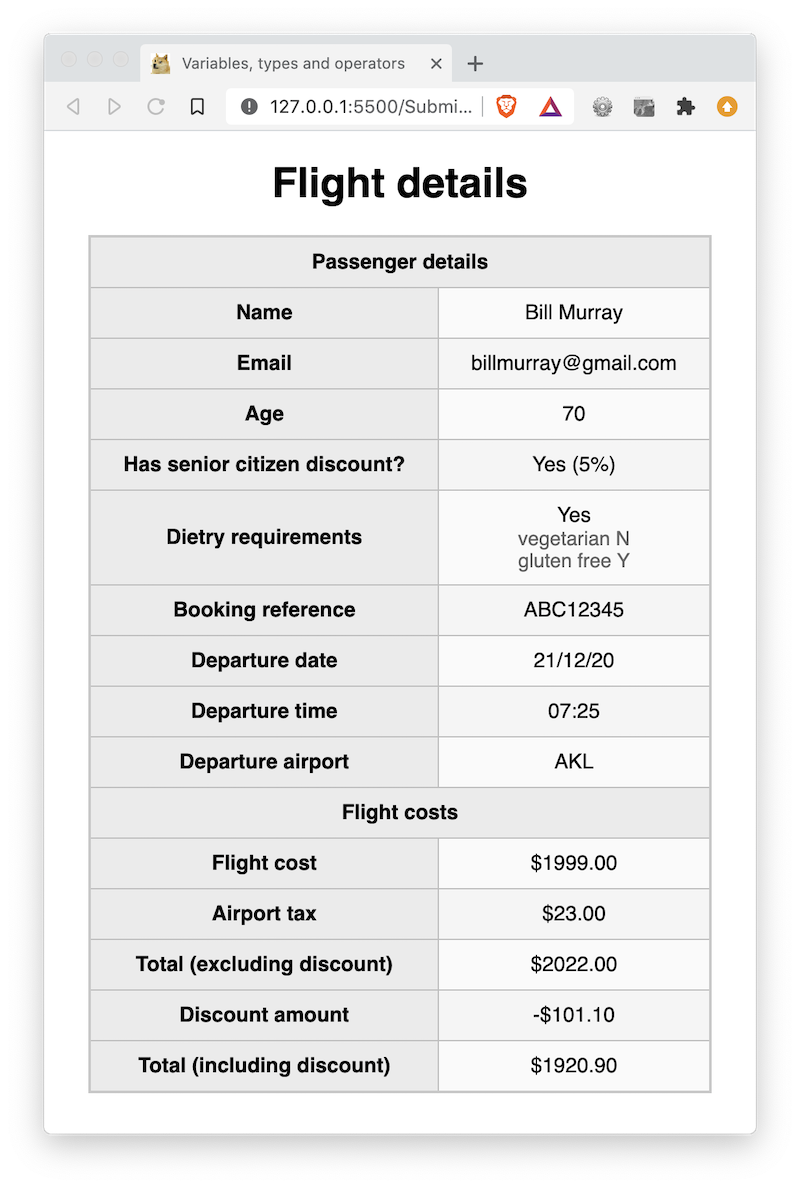 Variables, types and operators
127.0.0.1:5500/Submi...
Flight details
Passenger details
Name Bill Murray
Email billmurray@gmail.com
Age 70
Has senior citizen discount? Yes (5%)
Dietry requirements Yes
vegetarian N
gluten free Y
Booking reference ABC12345
Departure date 21/12/20
Departure time 07:25
Departure airport AKL
Flight costs
Flight cost $1999.00
Airport tax $23.00
Total (excluding discount) $2022.00
Discount amount -$101.10
Total (including discount) $1920.90